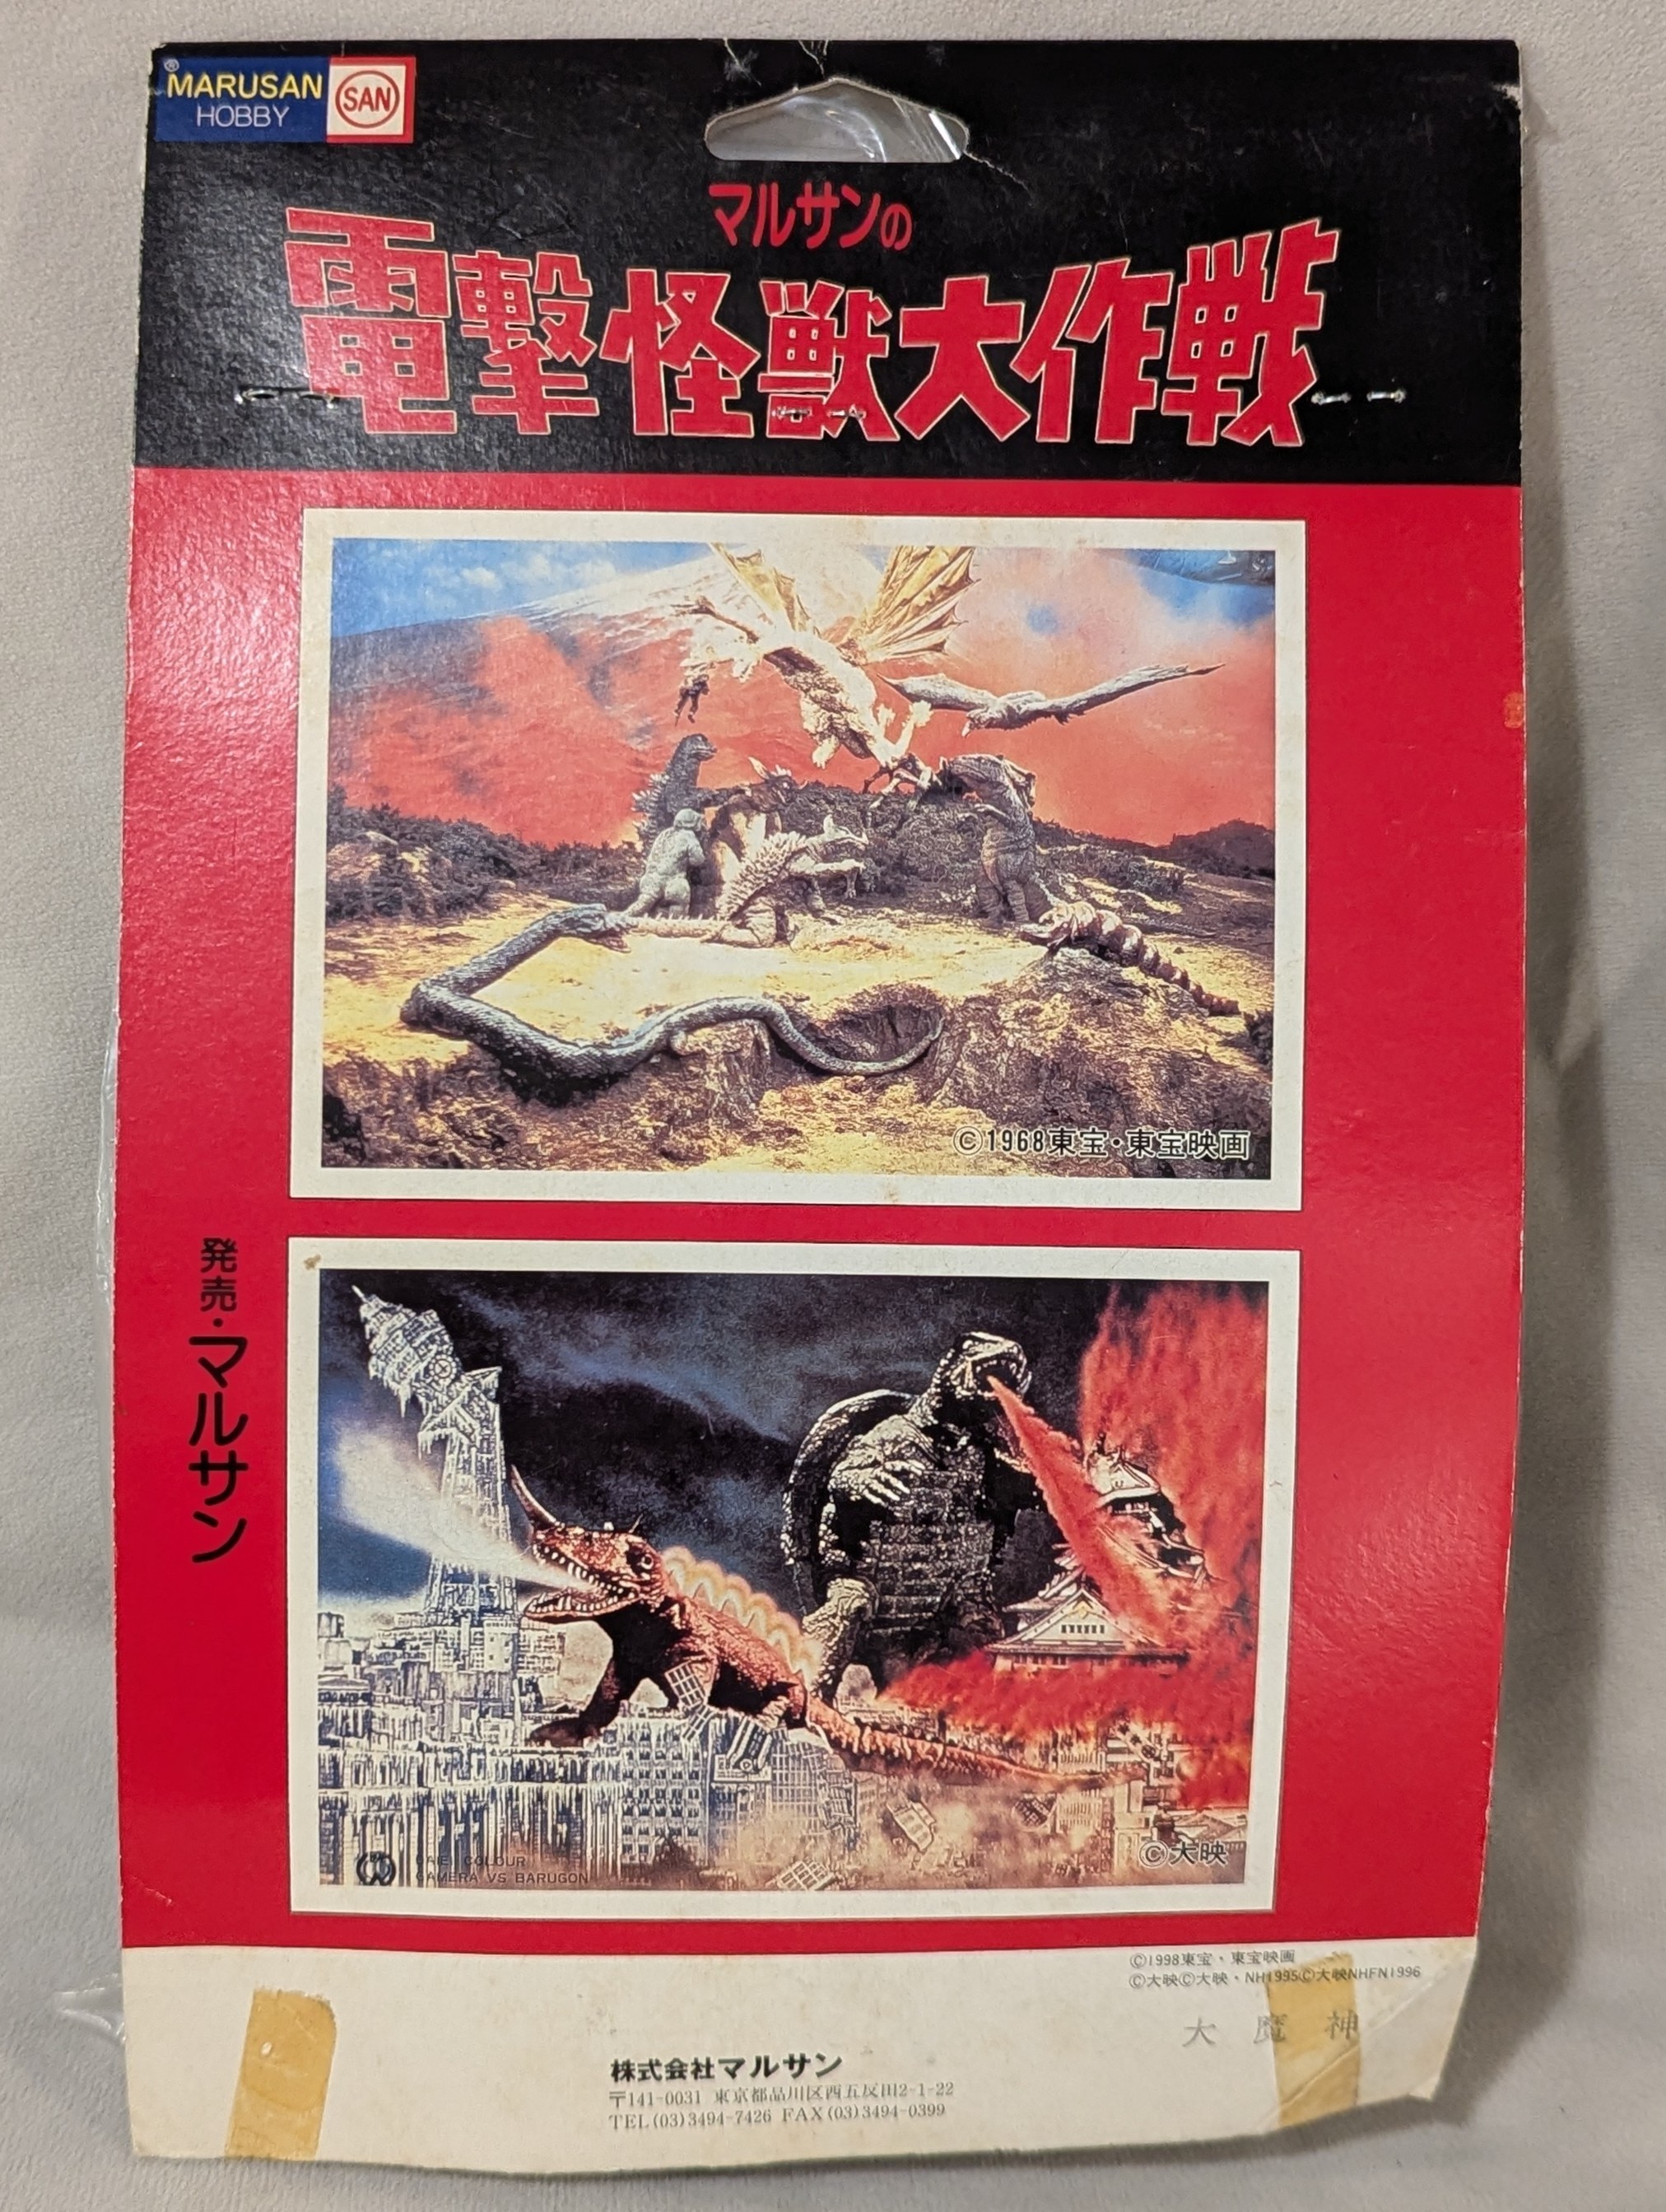 ® MARUSAN
HOBBY
SAN
マルサンの
電撃怪獣大作戦
©1968東宝・東宝映画
発売・マルサン
©大映
COLOUR
GAMERA VS BARUGON
©1998東宝・東宝映画
©大映©大映・NH1995©大映NHFN1996
大魔神
株式会社マルサン
〒141-0031 東京都品川区西五反田2-1-22
TEL(03)3494-7426 FAX(03)3494-0399